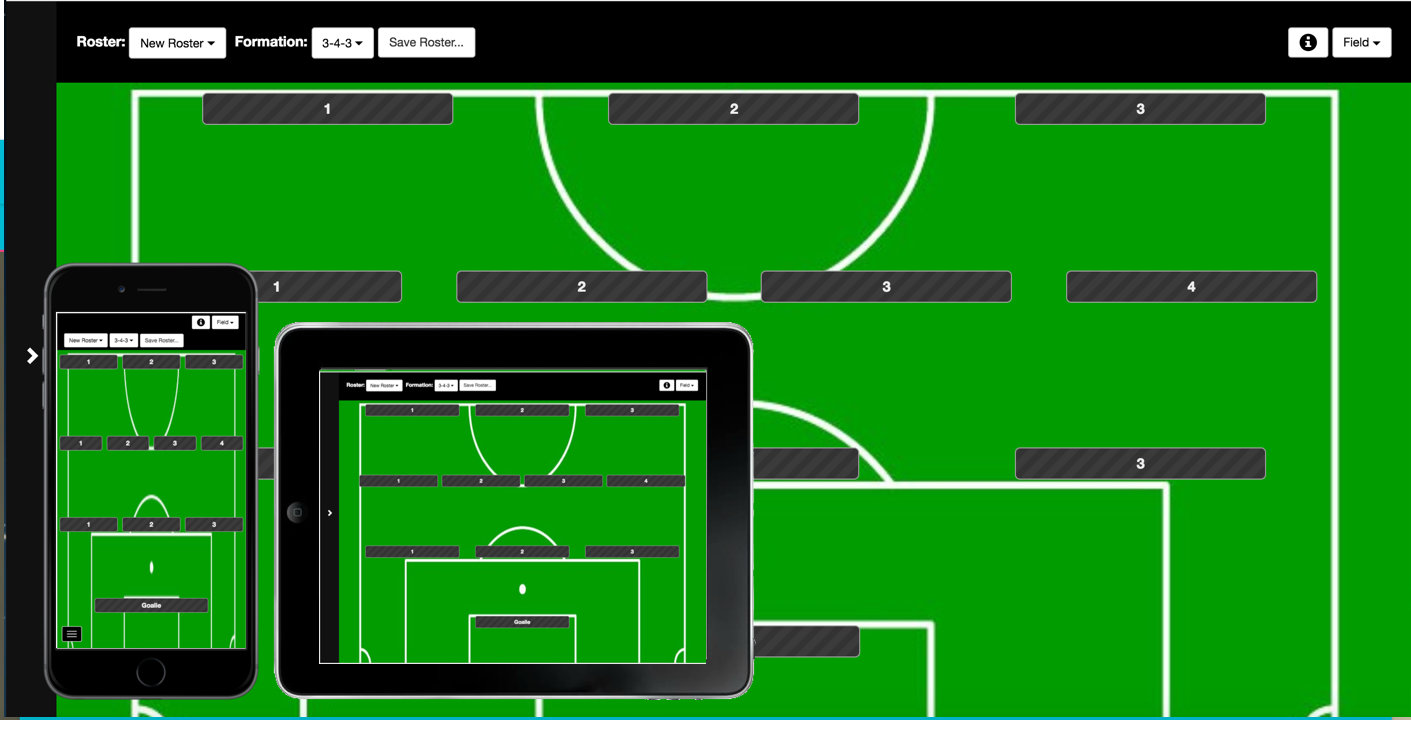 Roster: New Roster Formation: 3-4-3 Save Roster... Field
1 2 3
1 2 3 4
3
Field
New Roster 3-4-3 Save Roster...
1 2 3
1 2 3 4
1 2 3
Goalie
Roster: New Roster Formation: 3-4-3 Save Roster... Field
1 2 3
1 2 3 4
1 2 3
Goalie